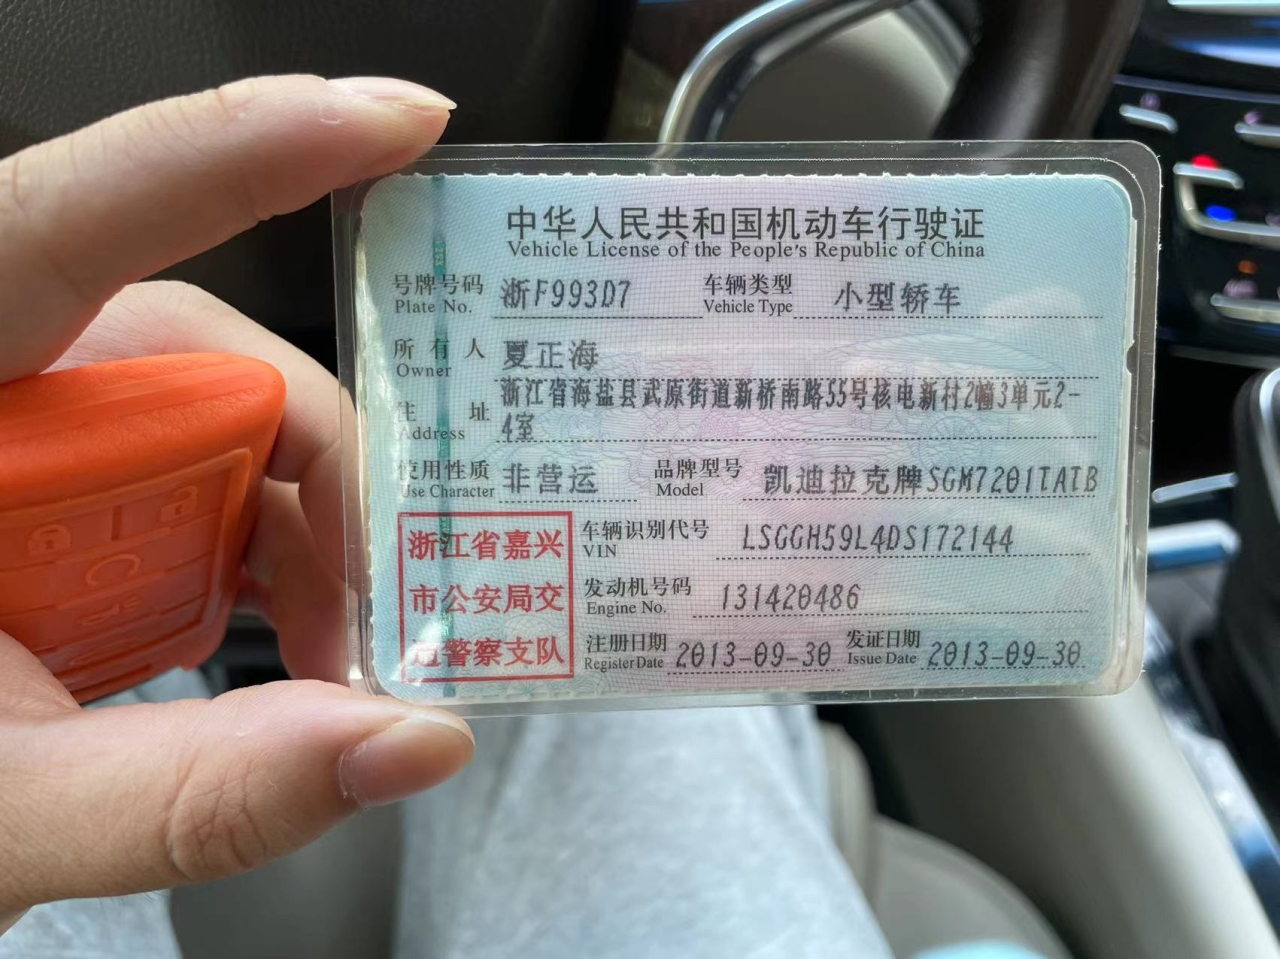 中华人民共和国机动车行驶证
Vehicle License of the People's Republic of China
号牌号码 浙F993D7 车辆类型 小型轿车
Plate No. Vehicle Type
所有人 夏正海
Owner
住址 浙江省海盐县武原街道新桥南路55号核电新村2幢3单元2-
Address 4室
使用性质 非营运 品牌型号 凯迪拉克牌SGM7201TATB
Use Character Model
浙江省嘉兴
市公安局交
通警察支队
车辆识别代号 LSGGH59L4DS172144
VIN
发动机号码 131420486
Engine No.
注册日期 2013-09-30 发证日期 2013-09-30
Register Date Issue Date